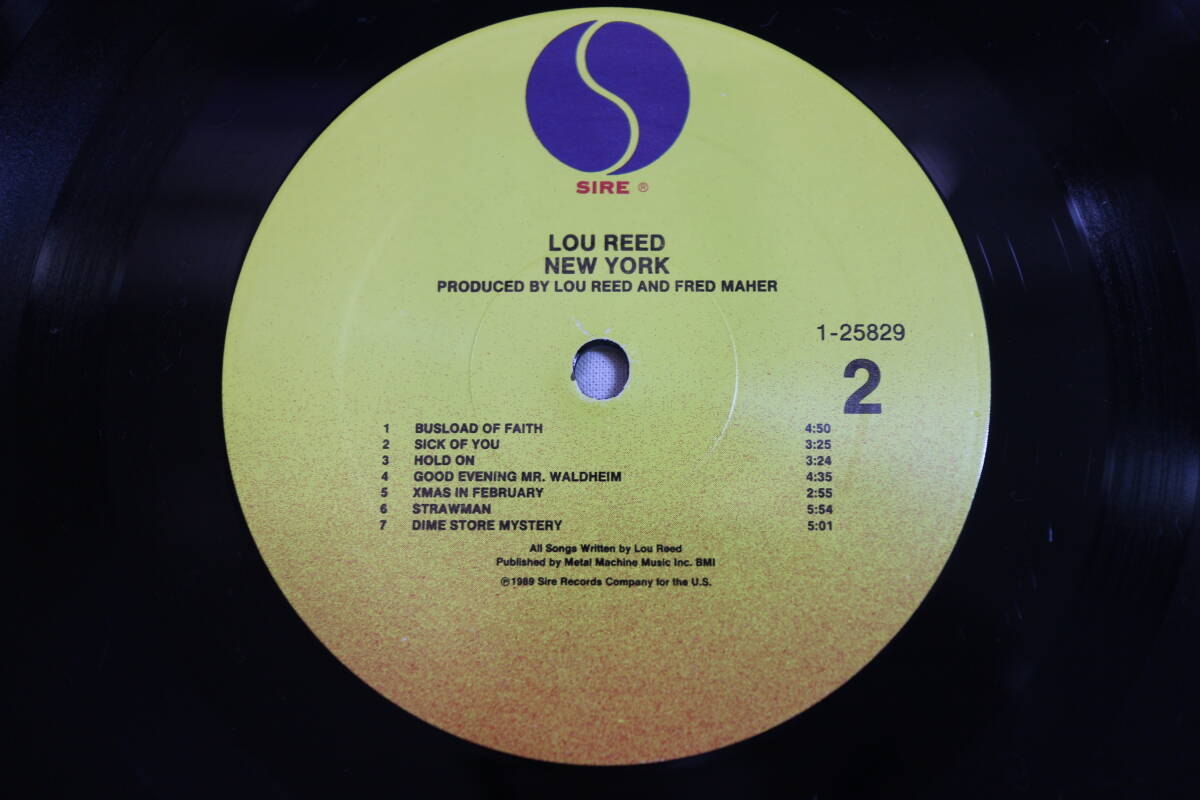 SIRE ®
LOU REED
NEW YORK
PRODUCED BY LOU REED AND FRED MAHER
1-25829
2
1 BUSLOAD OF FAITH 4:50
2 SICK OF YOU 3:25
3 HOLD ON 3:24
4 GOOD EVENING MR. WALDHEIM 4:35
5 XMAS IN FEBRUARY 2:55
6 STRAWMAN 5:54
7 DIME STORE MYSTERY 5:01
All Songs Written by Lou Reed
Published by Metal Machine Music Inc. BMI
℗1989 Sire Records Company for the U.S.